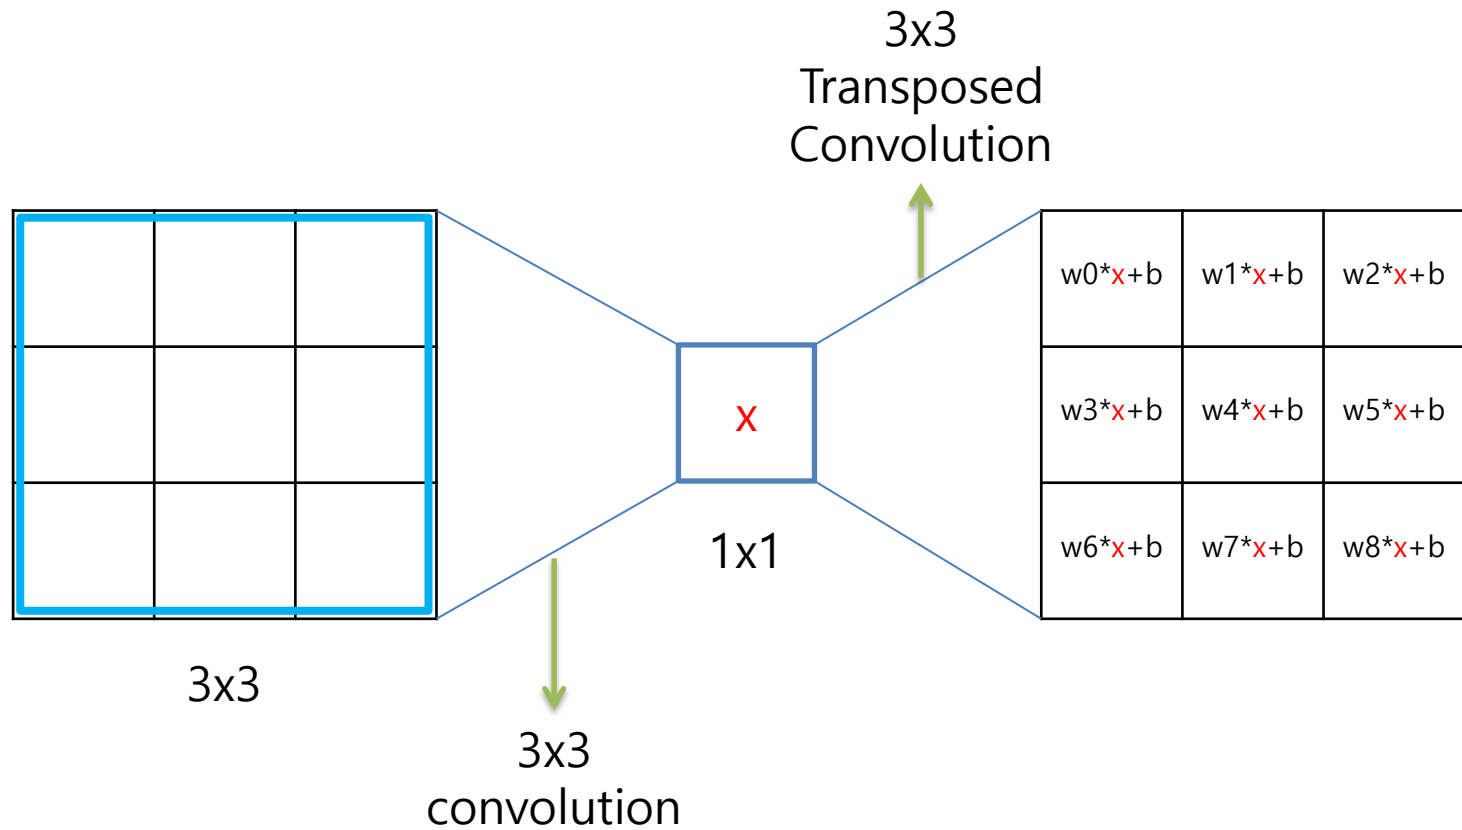 3x3
Transposed
Convolution
w0*x+b w1*x+b w2*x+b
w3*x+b w4*x+b w5*x+b
w6*x+b w7*x+b w8*x+b
x
1x1
3x3
3x3
convolution